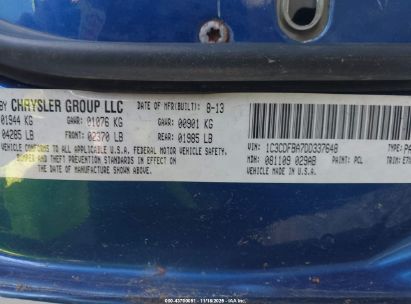 BY CHRYSLER GROUP LLC DATE OF MFR(BUILT): 8-13
01944 KG GAWR: 01076 KG GAWR: 00901 KG
04285 LB FRONT: 02370 LB REAR: 01985 LB
VEHICLE CONFORMS TO ALL APPLICABLE U.S.A. FEDERAL MOTOR VEHICLE SAFETY,
BUMPER AND THEFT PREVENTION STANDARDS IN EFFECT ON
THE DATE OF MANUFACTURE SHOWN ABOVE.
VIN: 1C3CDFBA7DD337648 TYPE: PA
MDH: 081109 029AB PAINT: PCL TRIM:
VEHICLE MADE IN U.S.A.